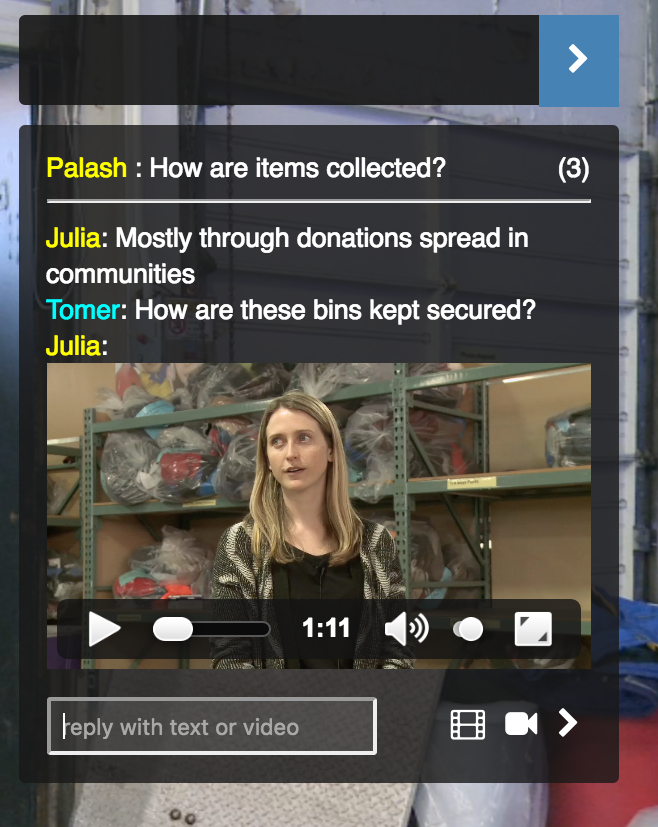 Palash : How are items collected? (3)
Julia: Mostly through donations spread in
communities
Tomer: How are these bins kept secured?
Julia:
1:11
reply with text or video